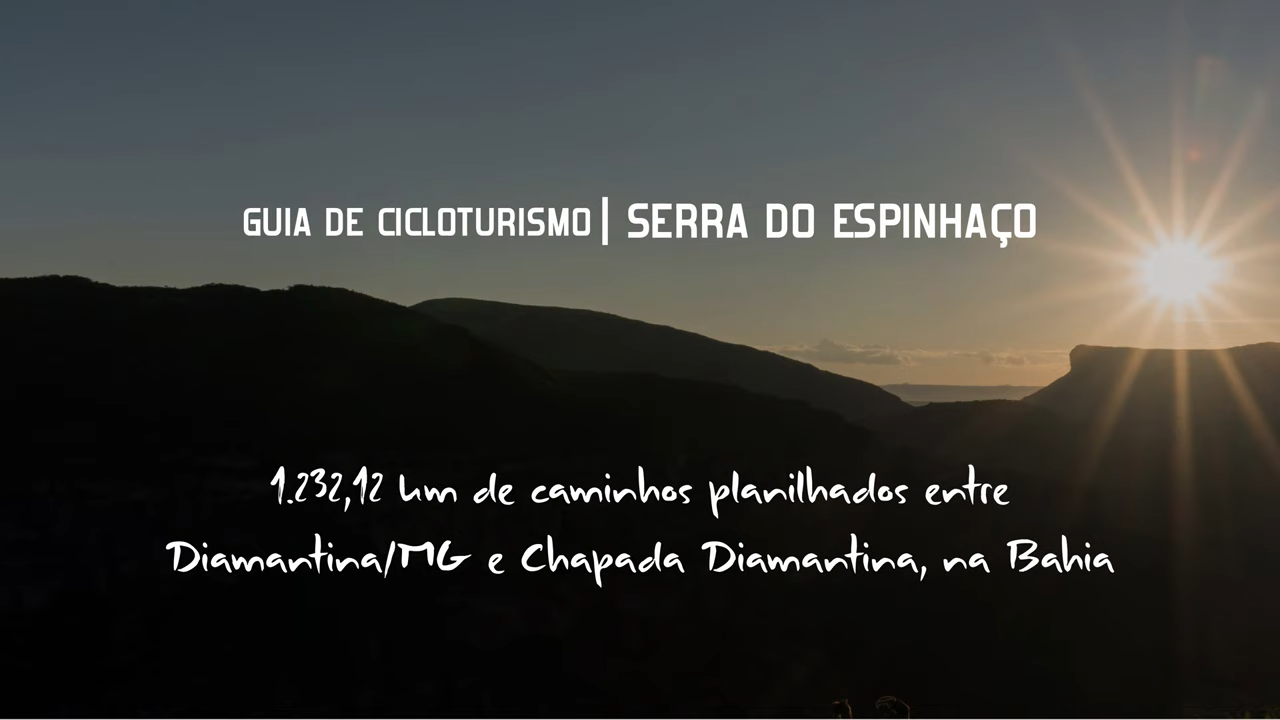 GUIA DE CICLOTURISMO | SERRA DO ESPINHAÇO
1.232,12 km de caminhos planilhados entre
Diamantina/MG e Chapada Diamantina, na Bahia